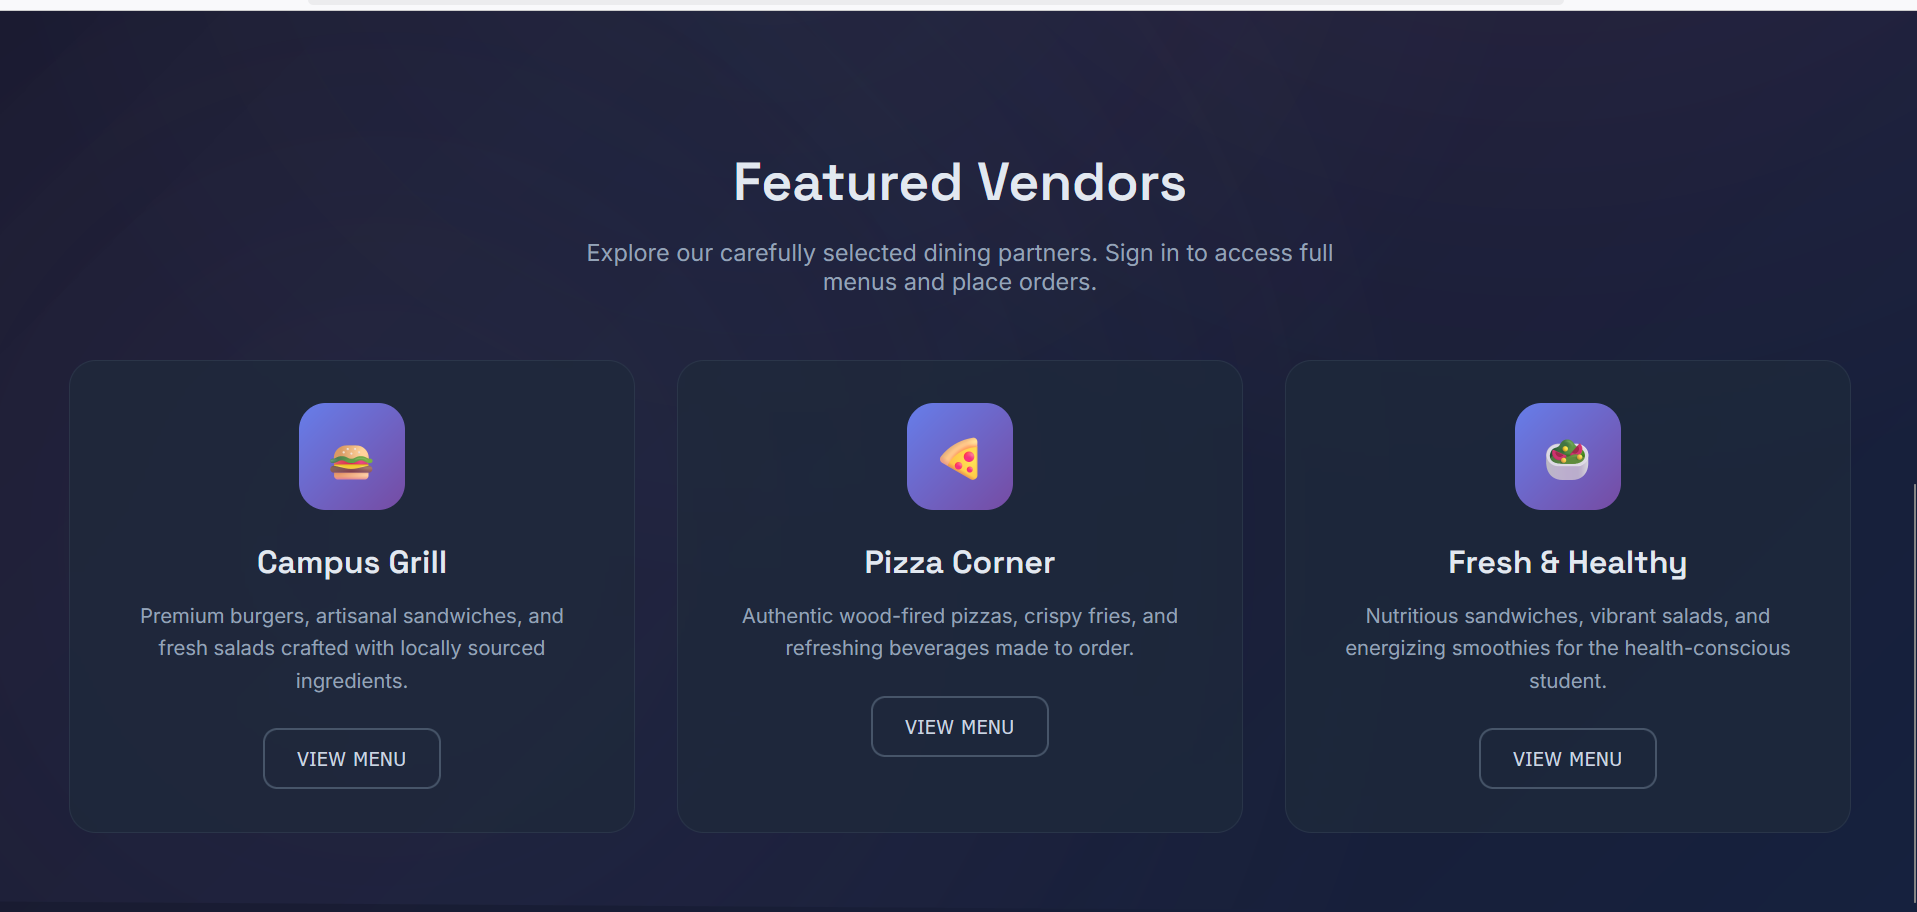 Featured Vendors
Explore our carefully selected dining partners. Sign in to access full
menus and place orders.
Campus Grill
Premium burgers, artisanal sandwiches, and
fresh salads crafted with locally sourced
ingredients.
VIEW MENU
Pizza Corner
Authentic wood-fired pizzas, crispy fries, and
refreshing beverages made to order.
VIEW MENU
Fresh & Healthy
Nutritious sandwiches, vibrant salads, and
energizing smoothies for the health-conscious
student.
VIEW MENU